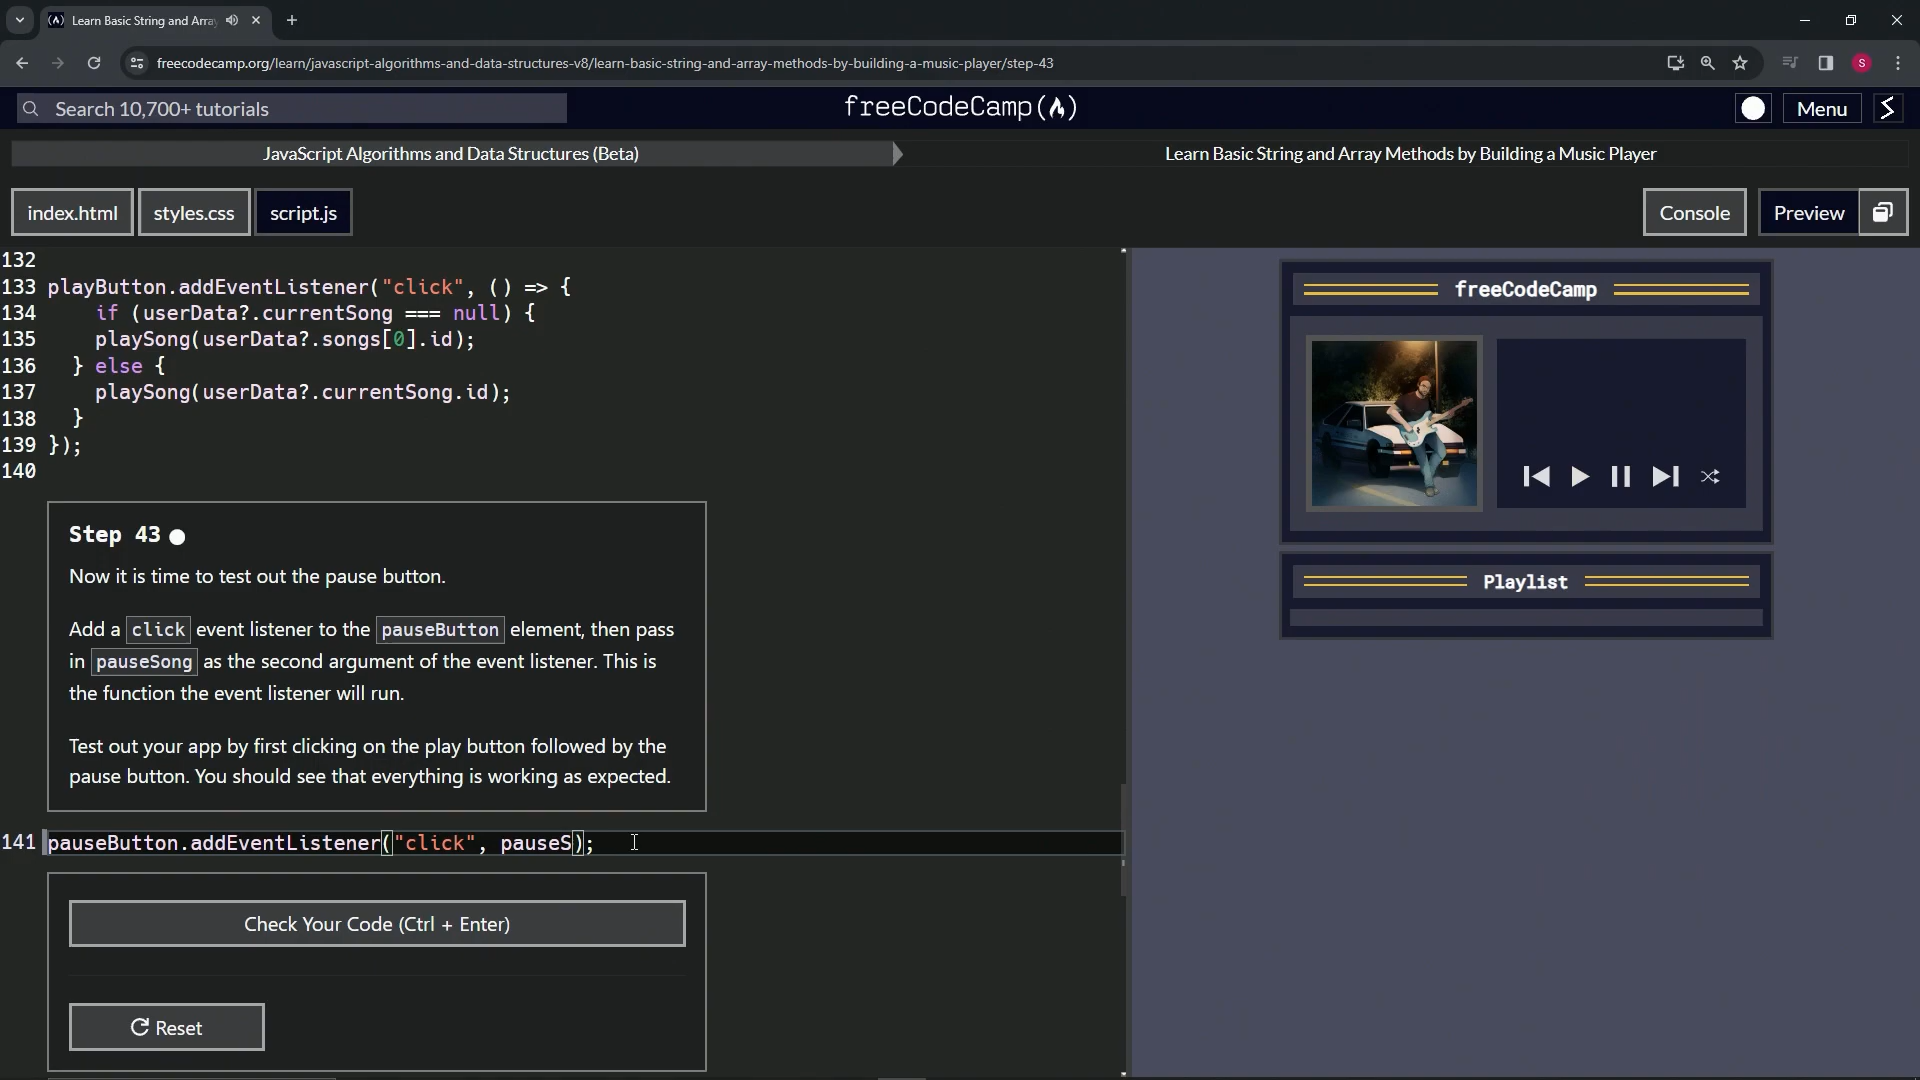 Learn Basic String and Arra
freecodecamp.org/learn/javascript-algorithms-and-data-structures-v8/learn-basic-string-and-array-methods-by-building-a-music-player/step-43
S
Search 10,700+ tutorials
freeCodeCamp
Menu
JavaScript Algorithms and Data Structures (Beta)
Learn Basic String and Array Methods by Building a Music Player
index.html
styles.css
script.js
Console
Preview
132
133 playButton.addEventListener("click", () => {
134     if (userData?.currentSong === null) {
135     playSong(userData?.songs[0].id);
136   } else {
137     playSong(userData?.currentSong.id);
138   }
139 });
140
Step 43
Now it is time to test out the pause button.
Add a click event listener to the pauseButton element, then pass
in pauseSong as the second argument of the event listener. This is
the function the event listener will run.
Test out your app by first clicking on the play button followed by the
pause button. You should see that everything is working as expected.
141 pauseButton.addEventListener("click", pauseS);
Check Your Code (Ctrl + Enter)
Reset
freeCodeCamp
Playlist